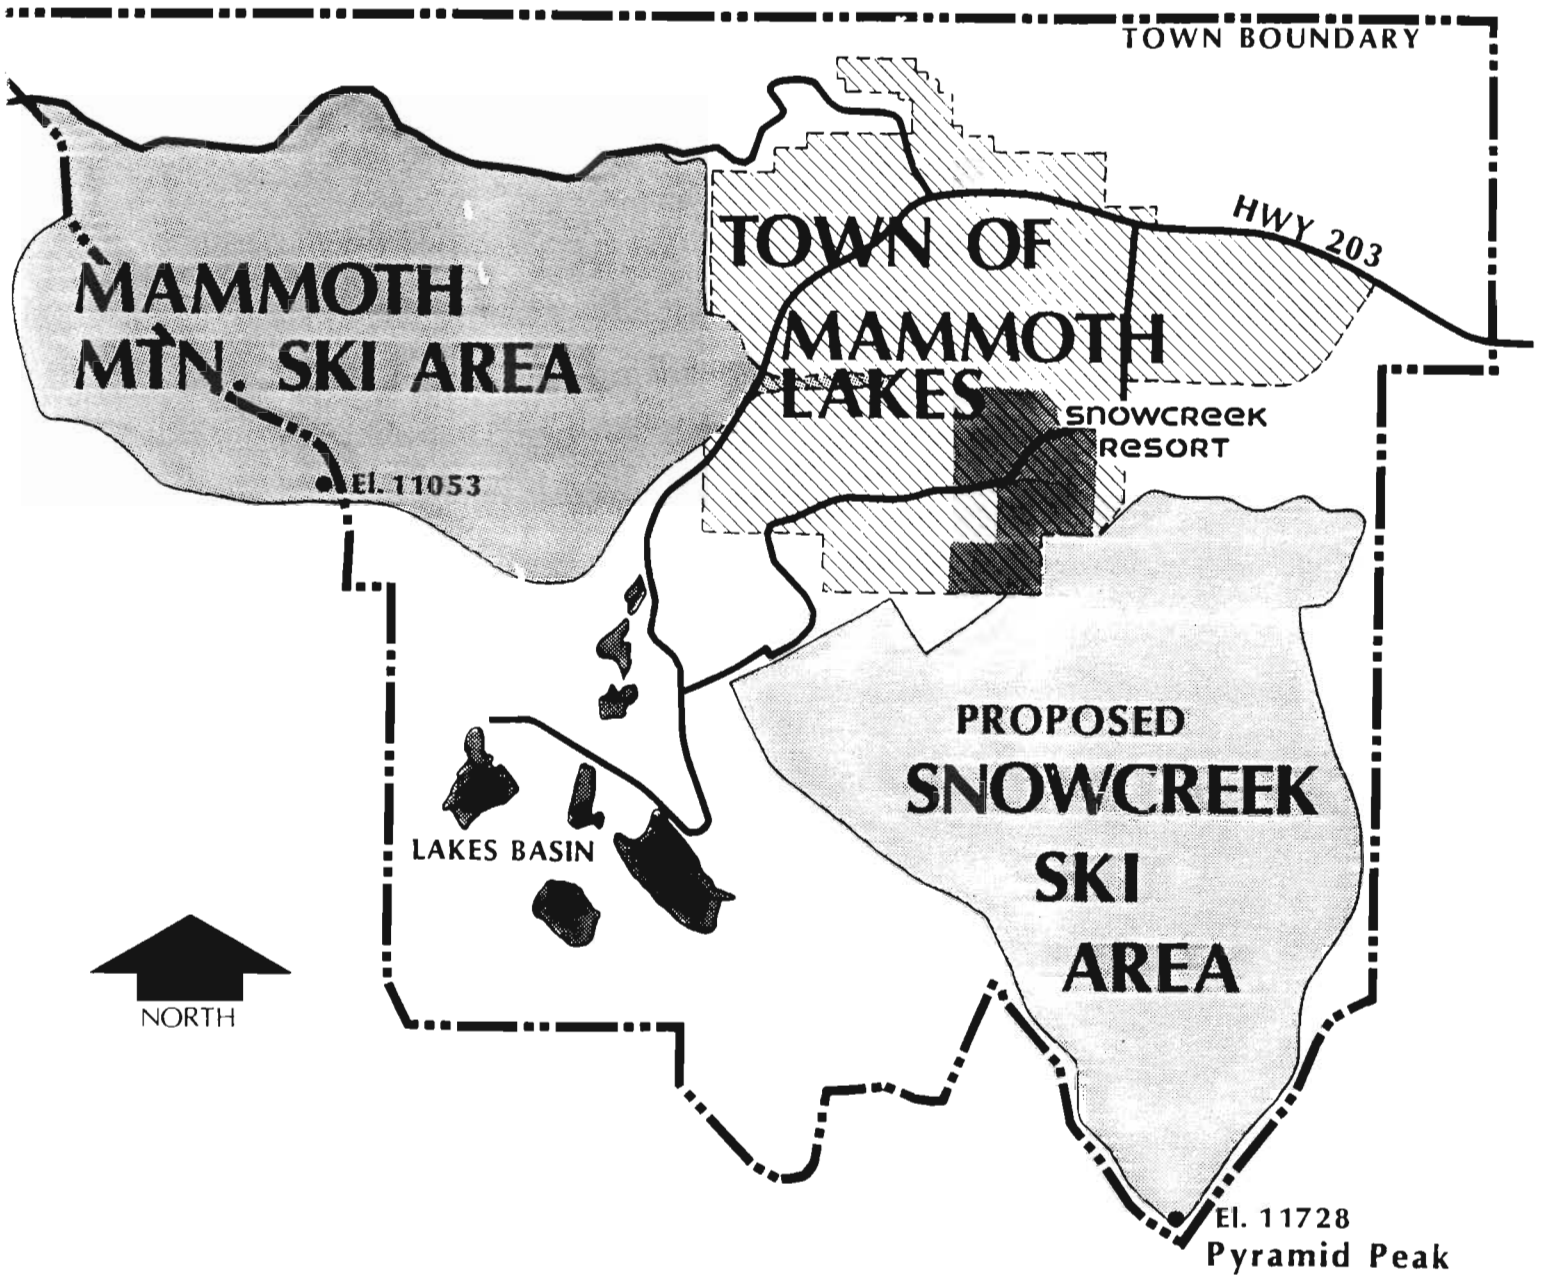 TOWN BOUNDARY
HWY 203
TOWN OF
MAMMOTH
LAKES
MAMMOTH
MTN. SKI AREA
SNOWCREEK
RESORT
El. 11053
PROPOSED
SNOWCREEK
SKI
AREA
LAKES BASIN
NORTH
El. 11728
Pyramid Peak